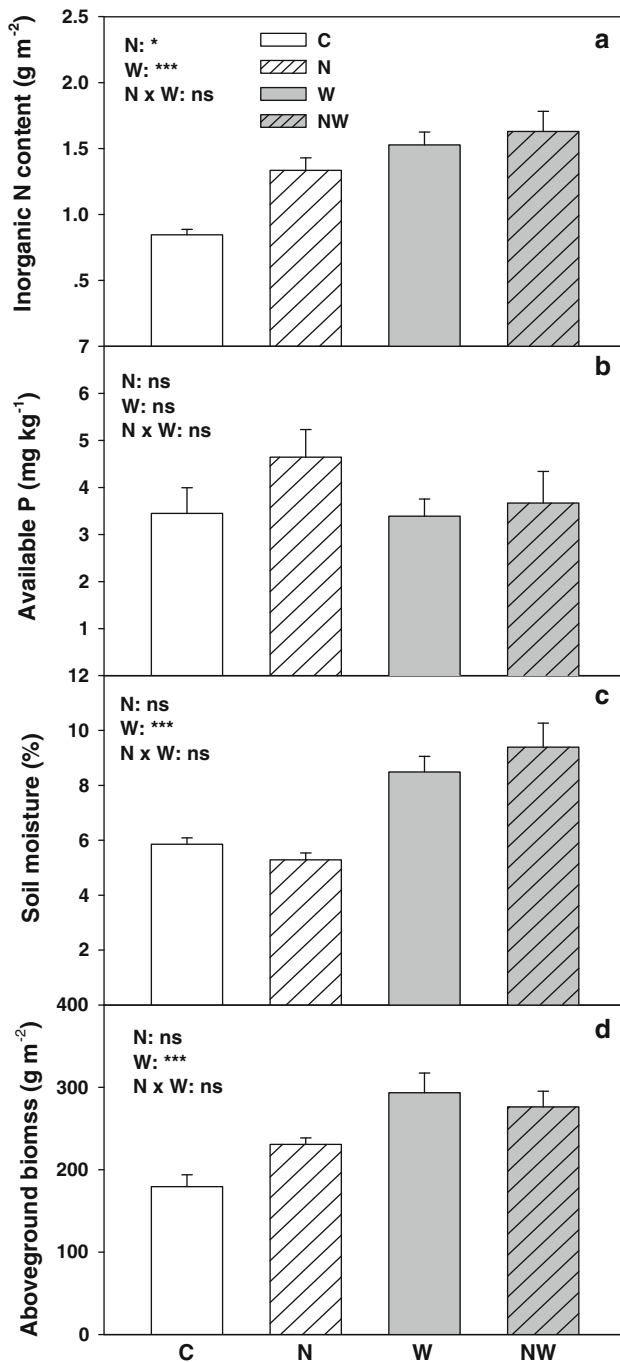 2.5
a
N: *
W: ***
N x W: ns
C
N
W
NW
2.0
1.5
1.0
.5
Inorganic N content (g m-2)
7
b
N: ns
W: ns
N x W: ns
6
5
4
3
2
1
Available P (mg kg-1)
12
c
N: ns
W: ***
N x W: ns
10
8
6
4
2
Soil moisture (%)
400
d
N: ns
W: ***
N x W: ns
300
200
100
0
Aboveground biomss (g m-2)
C N W NW